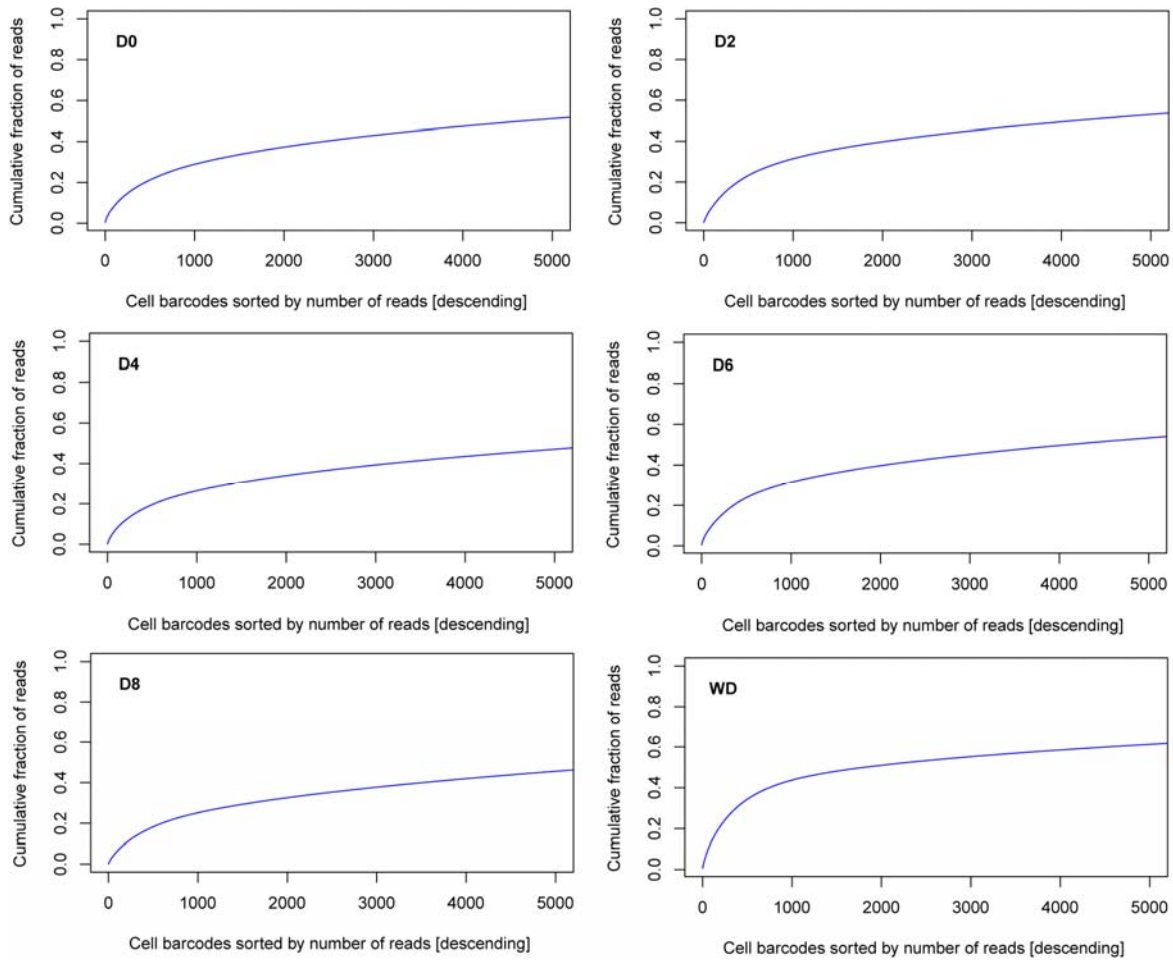 D0
Cumulative fraction of reads
0.0 0.2 0.4 0.6 0.8 1.0
0 1000 2000 3000 4000 5000
Cell barcodes sorted by number of reads [descending]
D2
Cumulative fraction of reads
0.0 0.2 0.4 0.6 0.8 1.0
0 1000 2000 3000 4000 5000
Cell barcodes sorted by number of reads [descending]
D4
Cumulative fraction of reads
0.0 0.2 0.4 0.6 0.8 1.0
0 1000 2000 3000 4000 5000
Cell barcodes sorted by number of reads [descending]
D6
Cumulative fraction of reads
0.0 0.2 0.4 0.6 0.8 1.0
0 1000 2000 3000 4000 5000
Cell barcodes sorted by number of reads [descending]
D8
Cumulative fraction of reads
0.0 0.2 0.4 0.6 0.8 1.0
0 1000 2000 3000 4000 5000
Cell barcodes sorted by number of reads [descending]
WD
Cumulative fraction of reads
0.0 0.2 0.4 0.6 0.8 1.0
0 1000 2000 3000 4000 5000
Cell barcodes sorted by number of reads [descending]